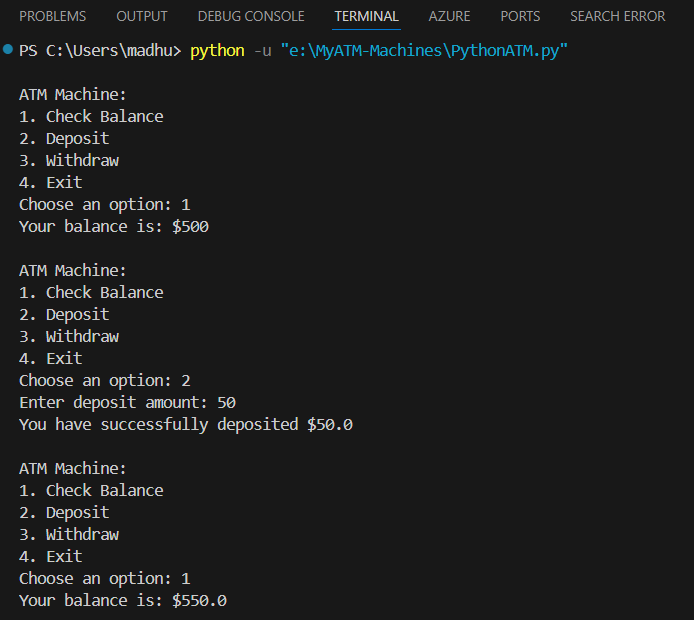 PROBLEMS OUTPUT DEBUG CONSOLE TERMINAL AZURE PORTS SEARCH ERROR
PS C:\Users\madhu> python -u "e:\MyATM-Machines\PythonATM.py"
ATM Machine:
1. Check Balance
2. Deposit
3. Withdraw
4. Exit
Choose an option: 1
Your balance is: $500
ATM Machine:
1. Check Balance
2. Deposit
3. Withdraw
4. Exit
Choose an option: 2
Enter deposit amount: 50
You have successfully deposited $50.0
ATM Machine:
1. Check Balance
2. Deposit
3. Withdraw
4. Exit
Choose an option: 1
Your balance is: $550.0